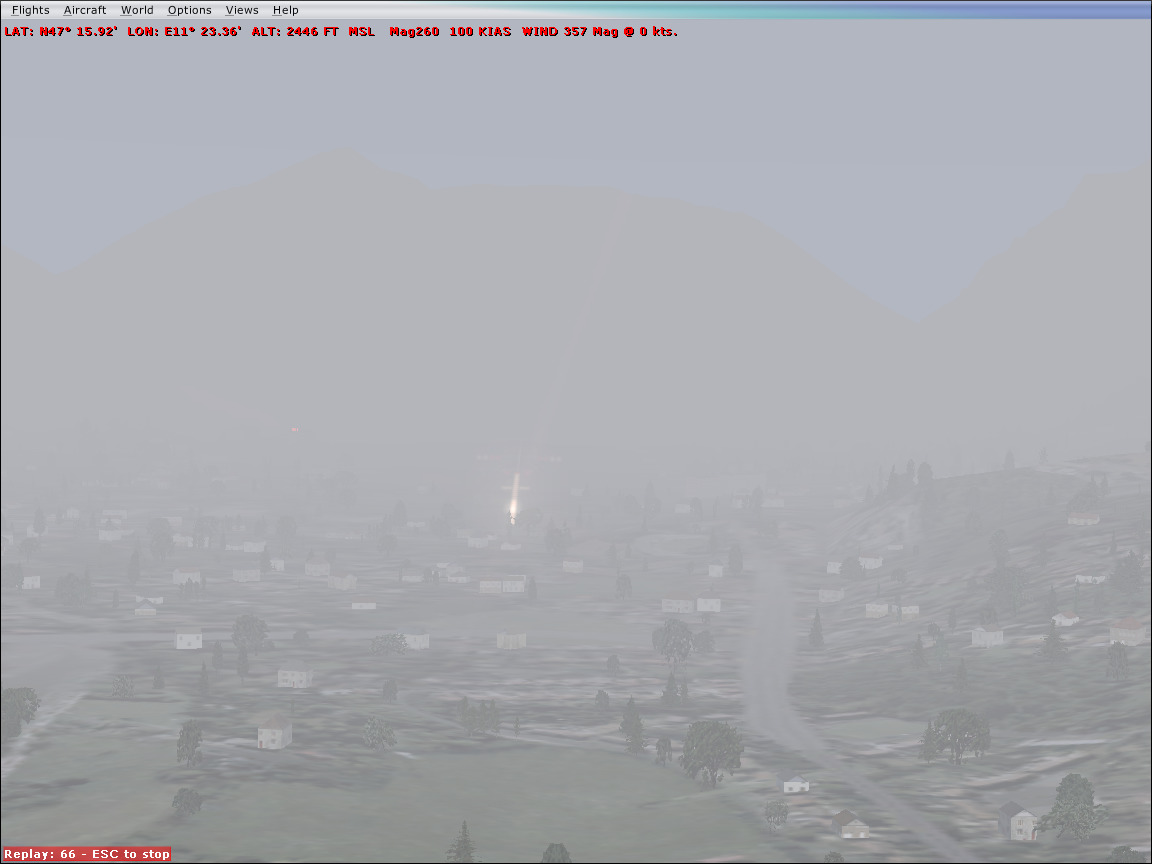 Flights Aircraft World Options Views Help
LAT: N47° 15.92' LON: E11° 23.36' ALT: 2446 FT MSL Mag260 100 KIAS WIND 357 Mag @ 0 kts.
Replay: 66 - ESC to stop